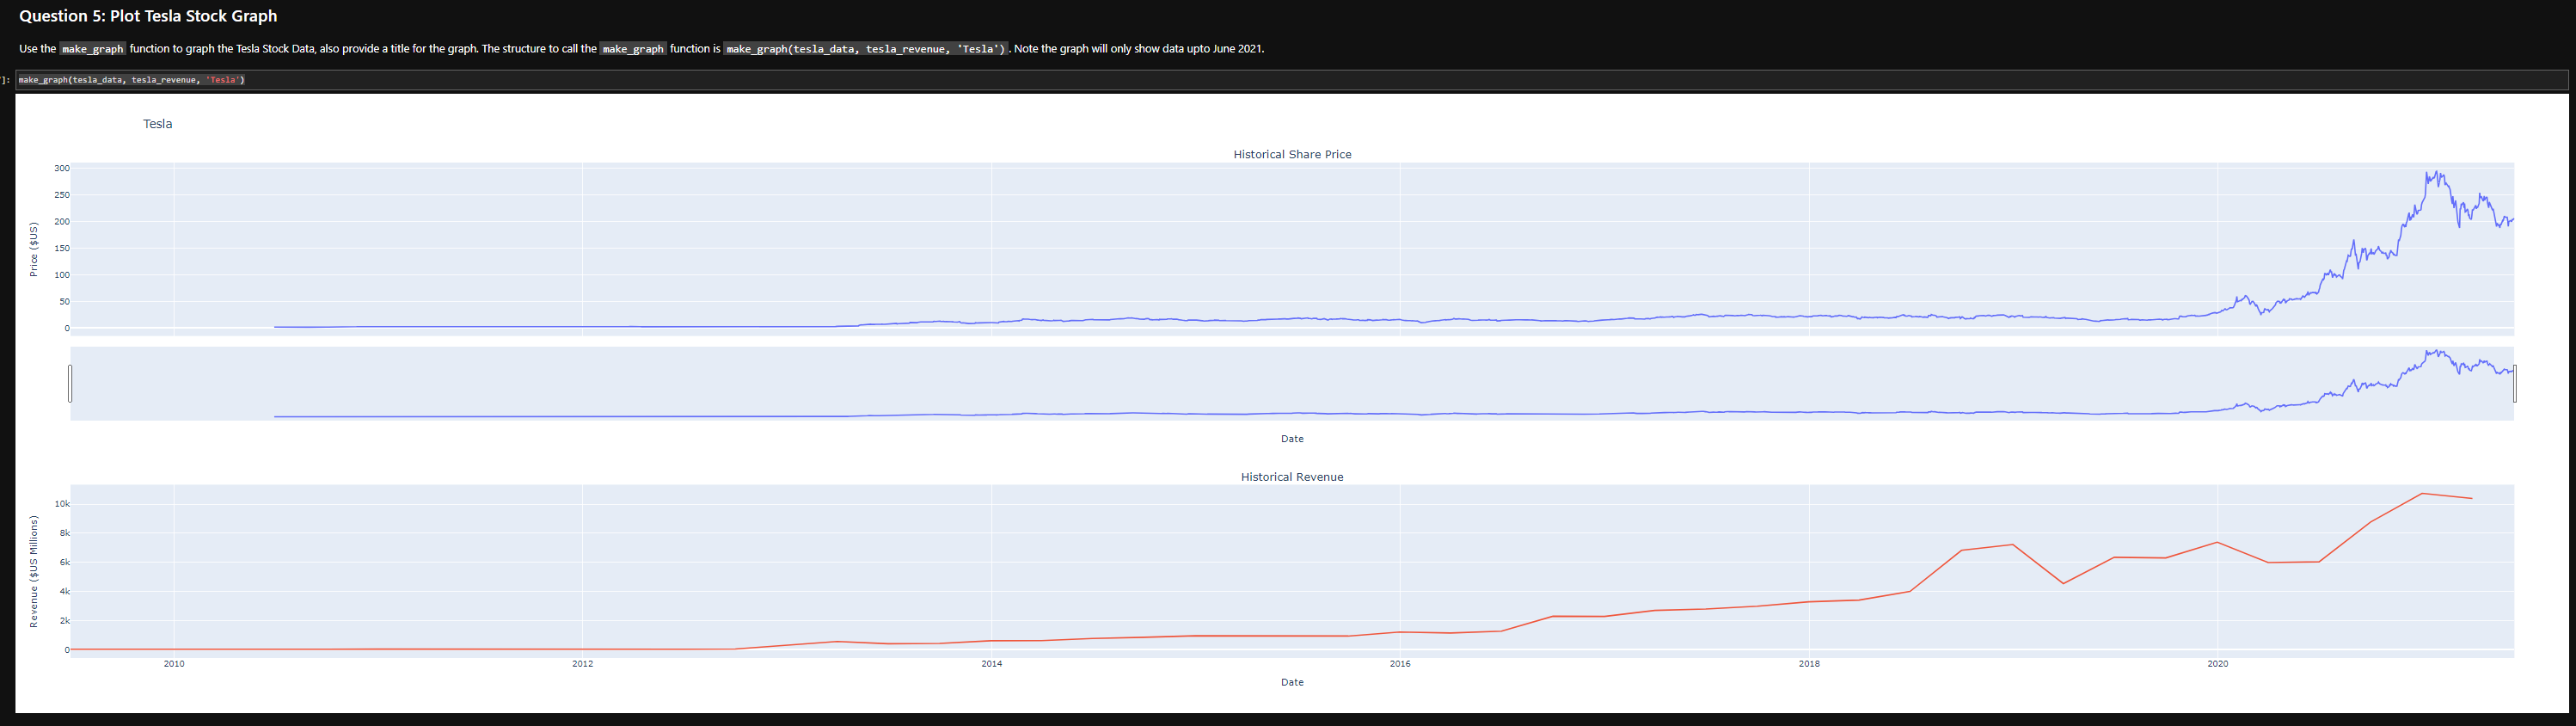 Question 5: Plot Tesla Stock Graph
Use the make_graph function to graph the Tesla Stock Data, also provide a title for the graph. The structure to call the make_graph function is make_graph(tesla_data, tesla_revenue, 'Tesla'). Note the graph will only show data upto June 2021.
]: make_graph(tesla_data, tesla_revenue, 'Tesla')
Tesla
Historical Share Price
Price ($US)
300
250
200
150
100
50
0
Date
Historical Revenue
Revenue ($US Millions)
10k
8k
6k
4k
2k
0
2010 2012 2014 2016 2018 2020
Date